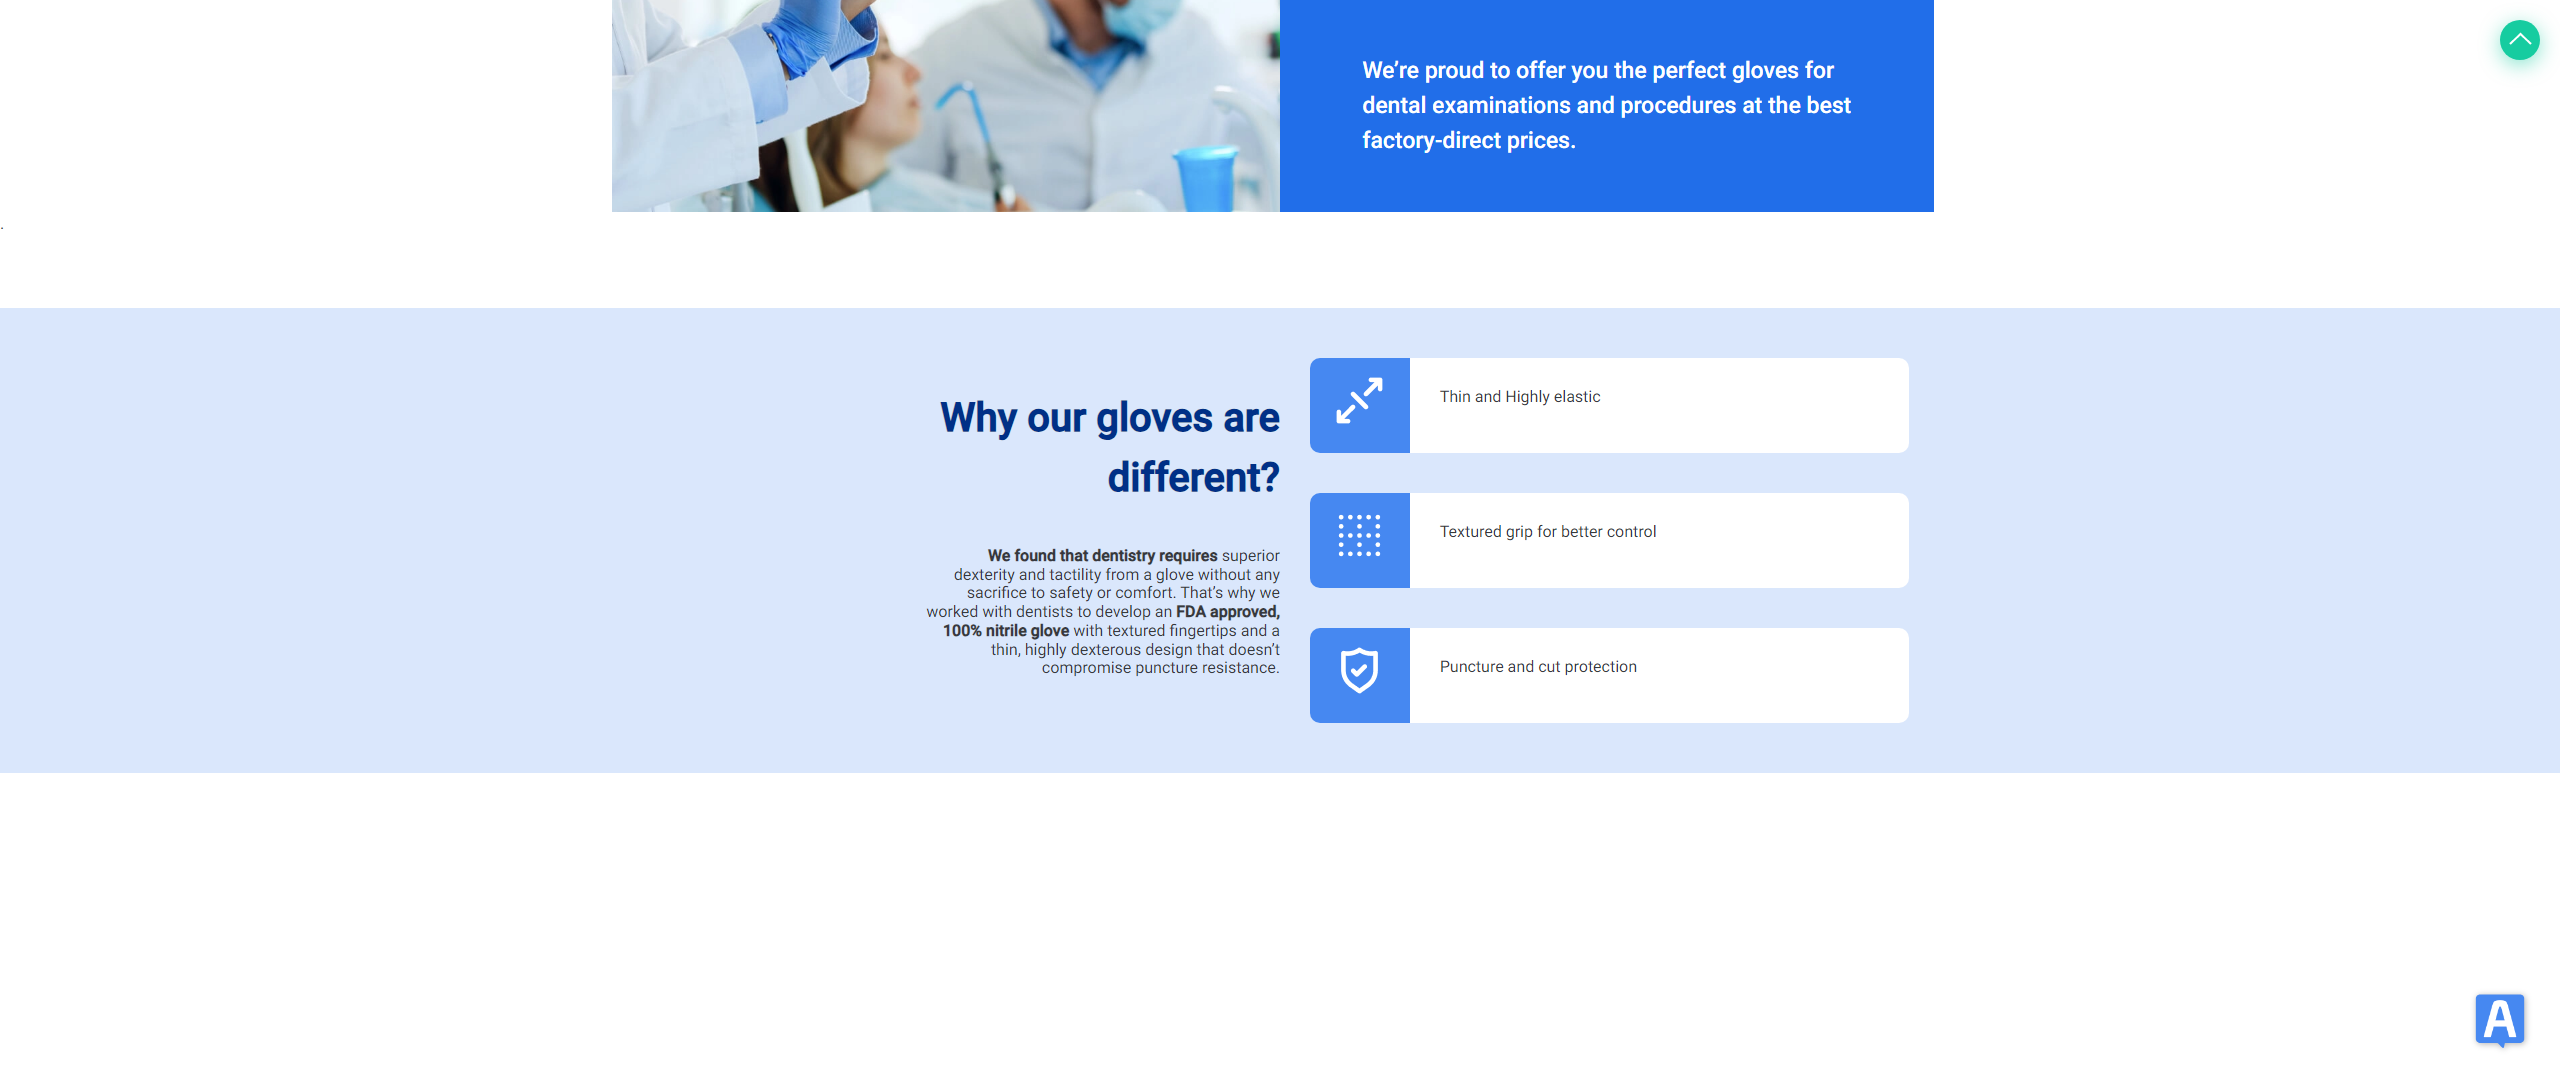 We’re proud to offer you the perfect gloves for
dental examinations and procedures at the best
factory-direct prices.
.
Why our gloves are
different?
We found that dentistry requires superior
dexterity and tactility from a glove without any
sacrifice to safety or comfort. That’s why we
worked with dentists to develop an FDA approved,
100% nitrile glove with textured fingertips and a
thin, highly dexterous design that doesn’t
compromise puncture resistance.
Thin and Highly elastic
Textured grip for better control
Puncture and cut protection
A